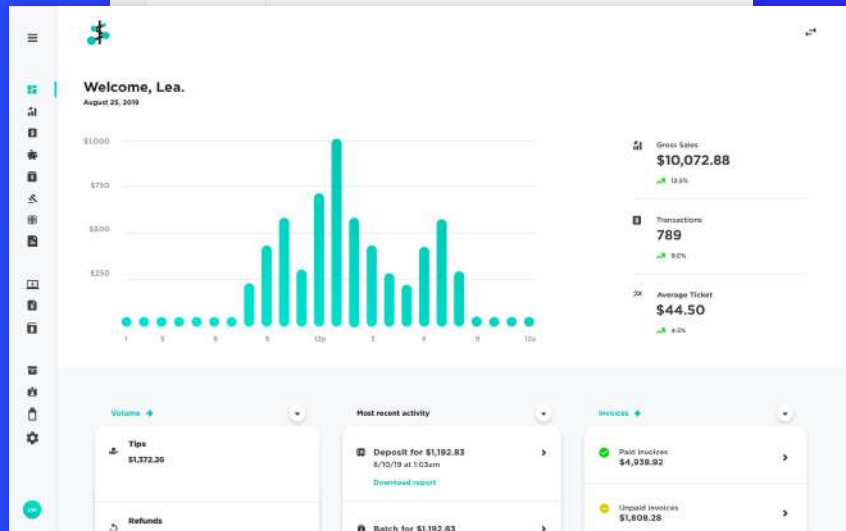 Welcome, Lea.
August 25, 2019
$1,000
$750
$500
$250
1 3 6 9 12p 3 9 11 12a
Gross Sales
$10,072.88
12.5%
Transactions
789
9.0%
Average Ticket
$44.50
4.5%
Volume
Tips
$1,372.26
Refunds
Most recent activity
Deposit for $1,192.83
8/10/19 at 1:03am
Download report
Batch for $1,192.83
Invoices
Paid invoices
$4,938.92
Unpaid invoices
$1,808.28